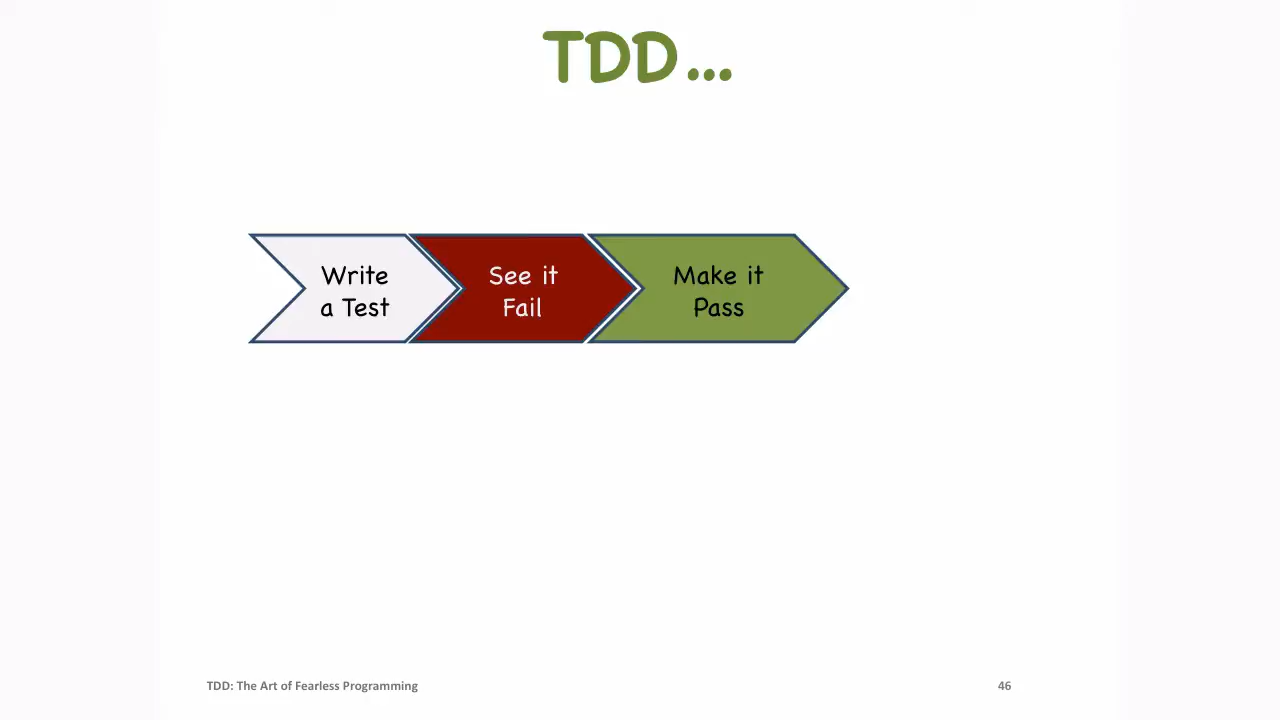 TDD...
Write
a Test
See it
Fail
Make it
Pass
TDD: The Art of Fearless Programming
46